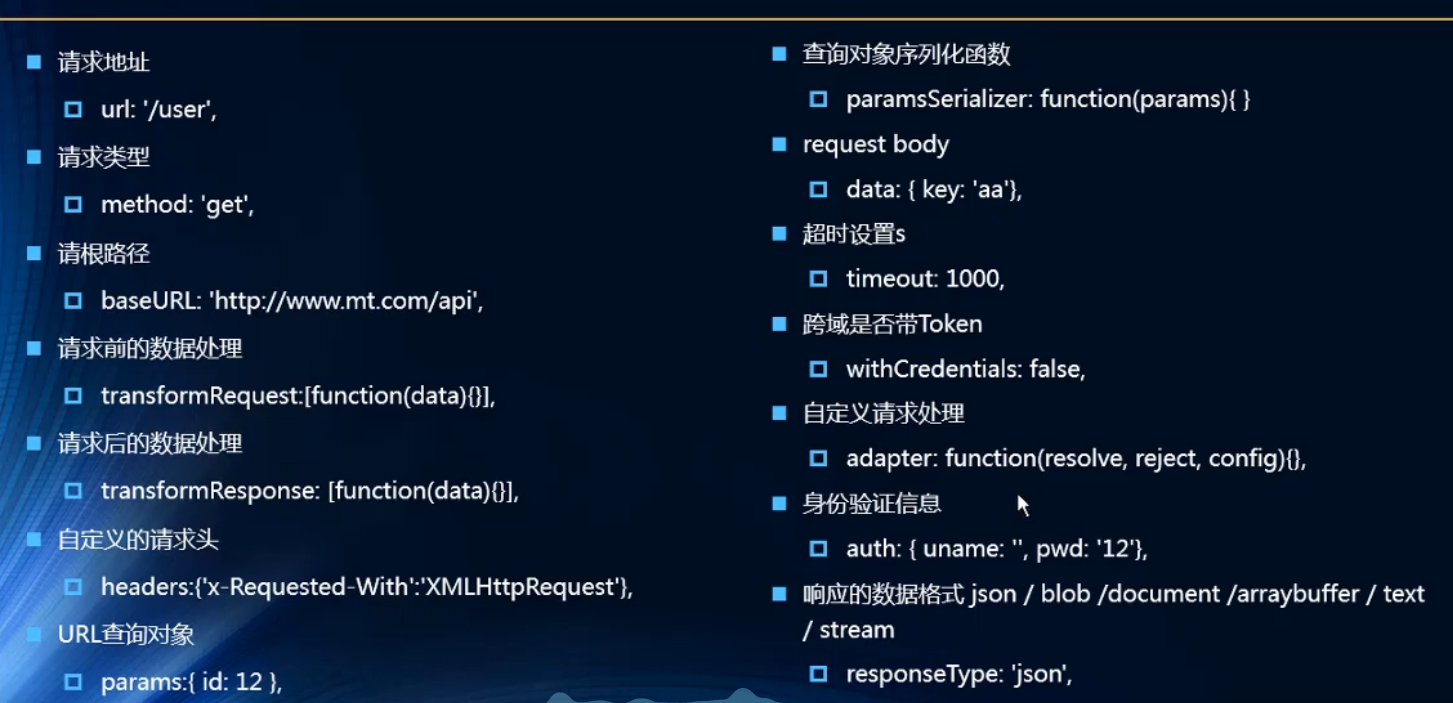 请求地址
url: '/user',
请求类型
method: 'get',
请根路径
baseURL: 'http://www.mt.com/api',
请求前的数据处理
transformRequest:[function(data){}],
请求后的数据处理
transformResponse: [function(data){}],
自定义的请求头
headers:{'x-Requested-With':'XMLHttpRequest'},
URL查询对象
params:{ id: 12 },
查询对象序列化函数
paramsSerializer: function(params){ }
request body
data: { key: 'aa'},
超时设置s
timeout: 1000,
跨域是否带Token
withCredentials: false,
自定义请求处理
adapter: function(resolve, reject, config){},
身份验证信息
auth: { uname: '', pwd: '12'},
响应的数据格式 json / blob /document /arraybuffer / text
/ stream
responseType: 'json',